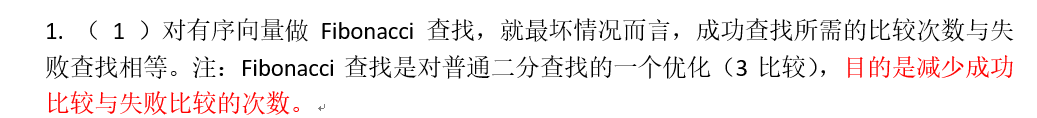 1. （ 1 ）对有序向量做 Fibonacci 查找，就最坏情况而言，成功查找所需的比较次数与失
败查找相等。注：Fibonacci 查找是对普通二分查找的一个优化（3 比较），目的是减少成功
比较与失败比较的次数。